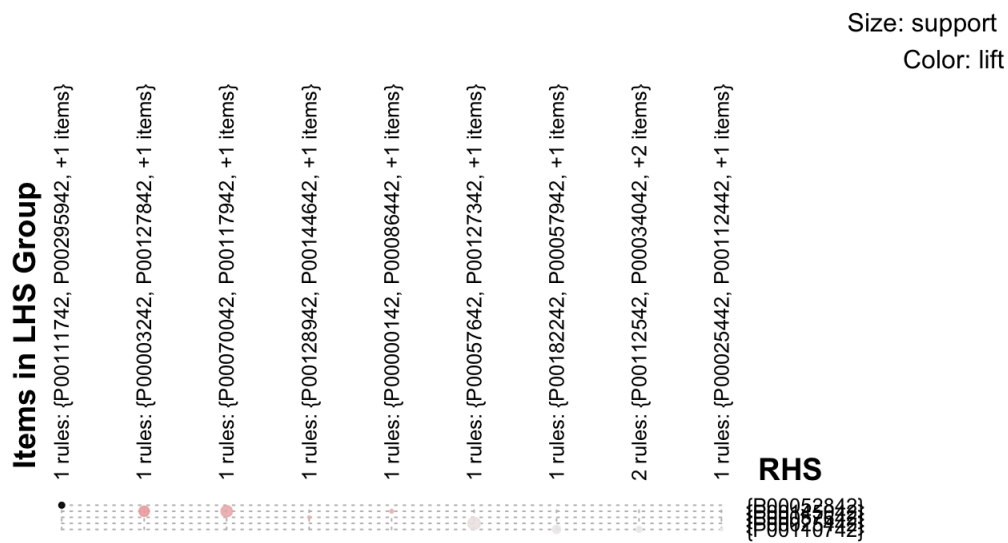 Size: support
Color: lift
Items in LHS Group
1 rules: {P00111742, P00295942, +1 items}
1 rules: {P00003242, P00127842, +1 items}
1 rules: {P00070042, P00117942, +1 items}
1 rules: {P00128942, P00144642, +1 items}
1 rules: {P00000142, P00086442, +1 items}
1 rules: {P00057642, P00127342, +1 items}
1 rules: {P00182242, P00057942, +1 items}
2 rules: {P00112542, P00034042, +2 items}
1 rules: {P00025442, P00112442, +1 items}
RHS
{P00052842}
{P00110742}